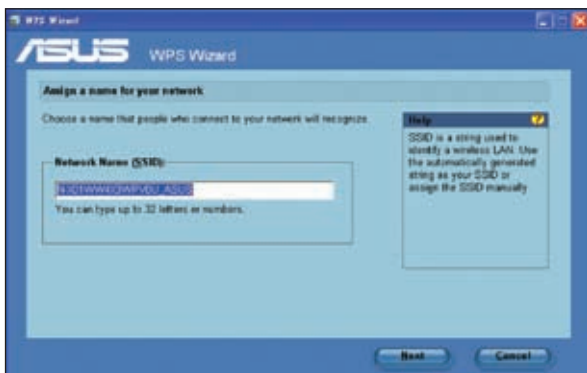 WPS Wizard
ASUS WPS Wizard
Assign a name for your network
Choose a name that people who connect to your network will recognize.
Network Name (SSID):
You can type up to 32 letters or numbers.
Help
SSID is a string used to
identify a wireless LAN. Use
the automatically generated
string as your SSID or
assign the SSID manually
Next
Cancel